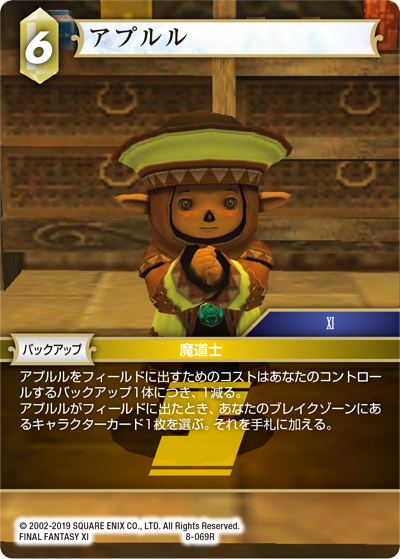 6
アプルル
XI
バックアップ
魔道士
アプルルをフィールドに出すためのコストはあなたのコントロー
ルするバックアップ1体につき、1減る。
アプルルがフィールドに出たとき、あなたのブレイクゾーンにあ
るキャラクターカード1枚を選ぶ。それを手札に加える。
© 2002-2019 SQUARE ENIX CO., LTD. All Rights Reserved.
FINAL FANTASY XI
8-069R